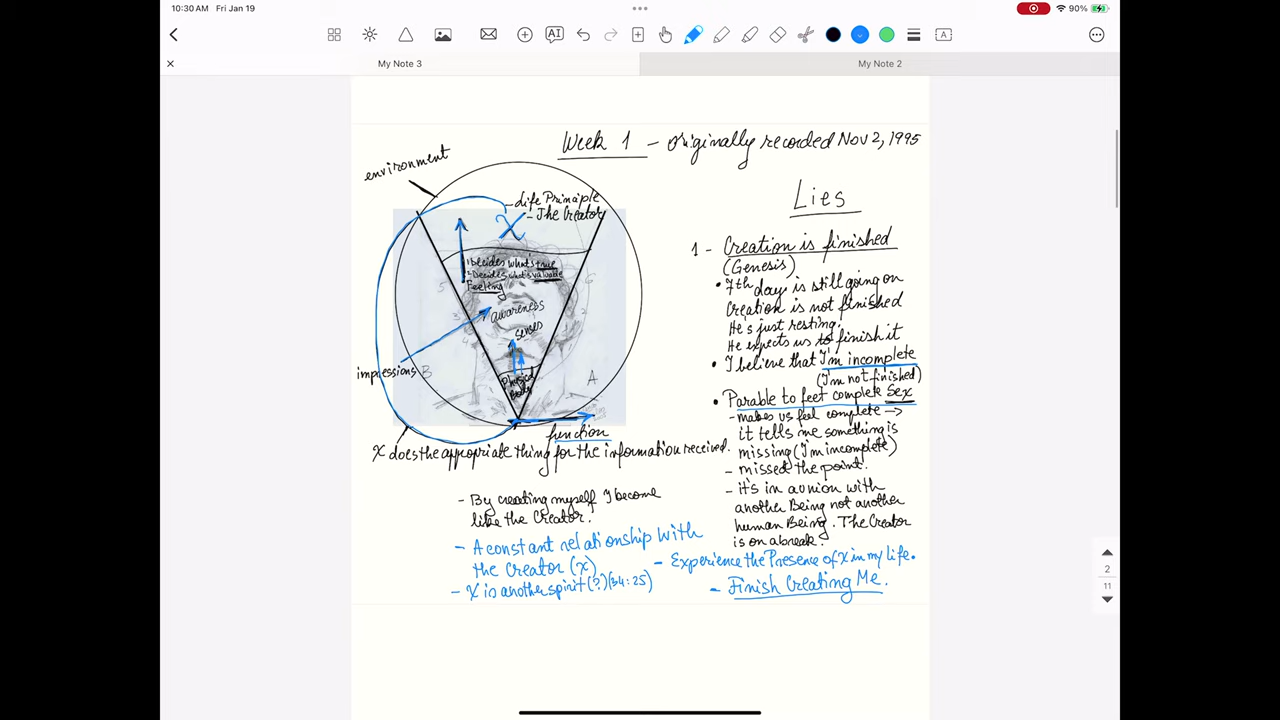 10:30 AM Fri Jan 19
90%
My Note 3
My Note 2
Week 1 - originally recorded Nov 2, 1995
environment
- Life Principle
- The Creator
X
Decides what's true
Decides what's valuable
Feeling
awareness
senses
Physical
Body
impressions
B
A
function
X does the appropriate thing for the information received.
- By creating myself I become
like the Creator.
- A constant relationship with
the Creator (x)
- X is another spirit (?) (34:25)
Lies
1 - Creation is finished
(Genesis)
• 7th day is still going on
Creation is not finished
He's just resting.
He expects us to finish it
• I believe that I'm incomplete
(I'm not finished)
• Parable to feet complete Sex
- makes us feel complete →
it tells me something is
missing (I'm incomplete)
- missed the point.
- it's in a union with
another Being not another
human Being. The Creator
is on a break.
- Experience the Presence of X in my life.
- Finish Creating Me.
2
11